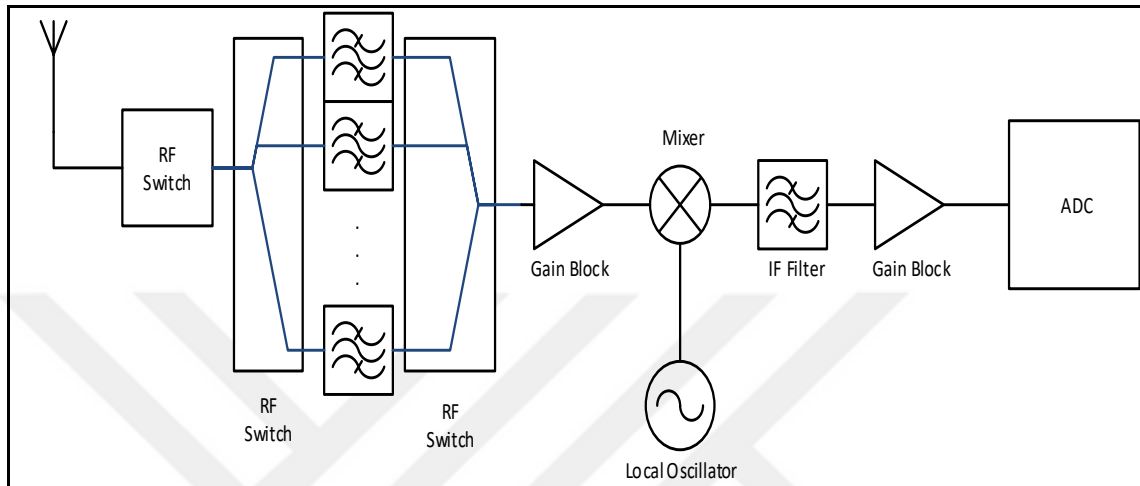 RF
Switch
RF
Switch
RF
Switch
Gain Block
Mixer
Local Oscillator
IF Filter
Gain Block
ADC